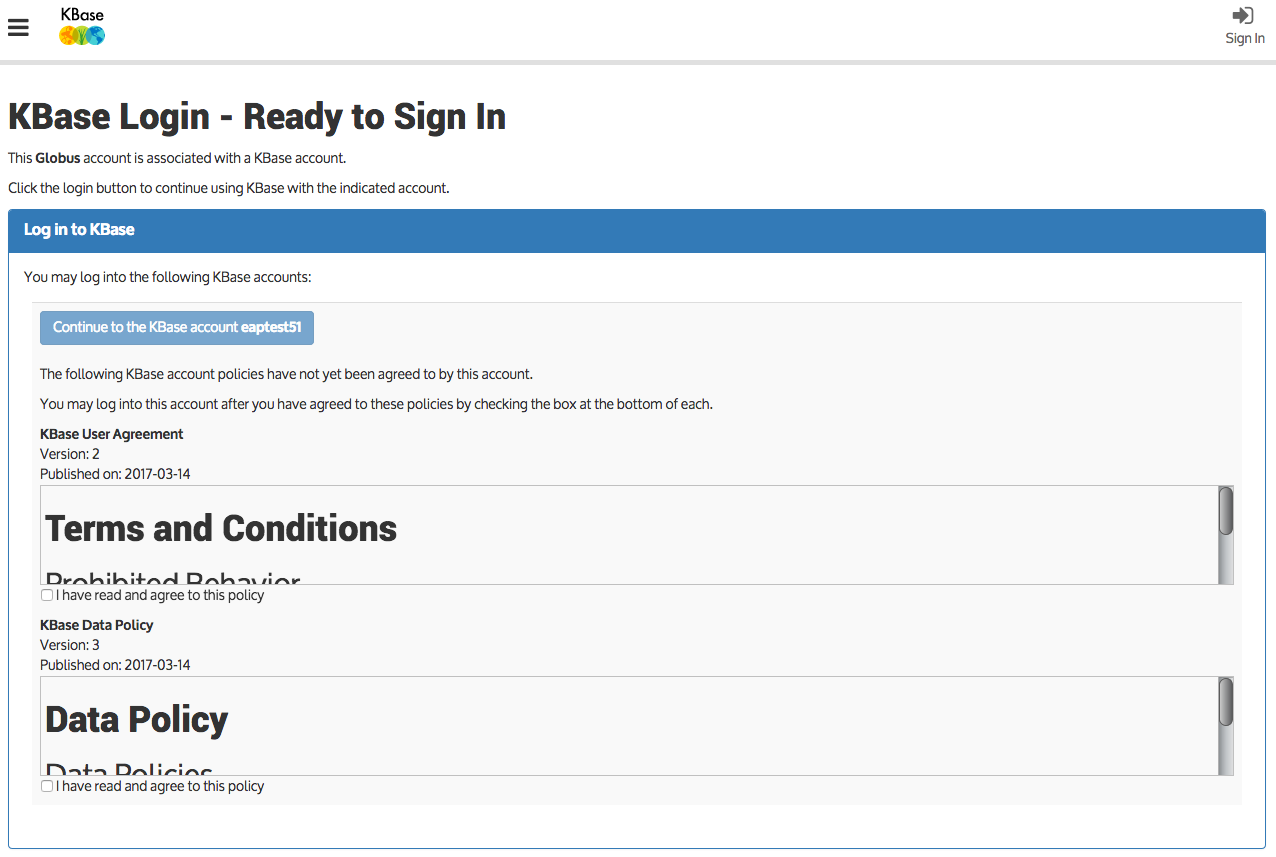 KBase
Sign In
KBase Login - Ready to Sign In
This Globus account is associated with a KBase account.
Click the login button to continue using KBase with the indicated account.
Log in to KBase
You may log into the following KBase accounts:
Continue to the KBase account eaptest51
The following KBase account policies have not yet been agreed to by this account.
You may log into this account after you have agreed to these policies by checking the box at the bottom of each.
KBase User Agreement
Version: 2
Published on: 2017-03-14
Terms and Conditions
Prohibited Behavior
I have read and agree to this policy
KBase Data Policy
Version: 3
Published on: 2017-03-14
Data Policy
Data Policies
I have read and agree to this policy